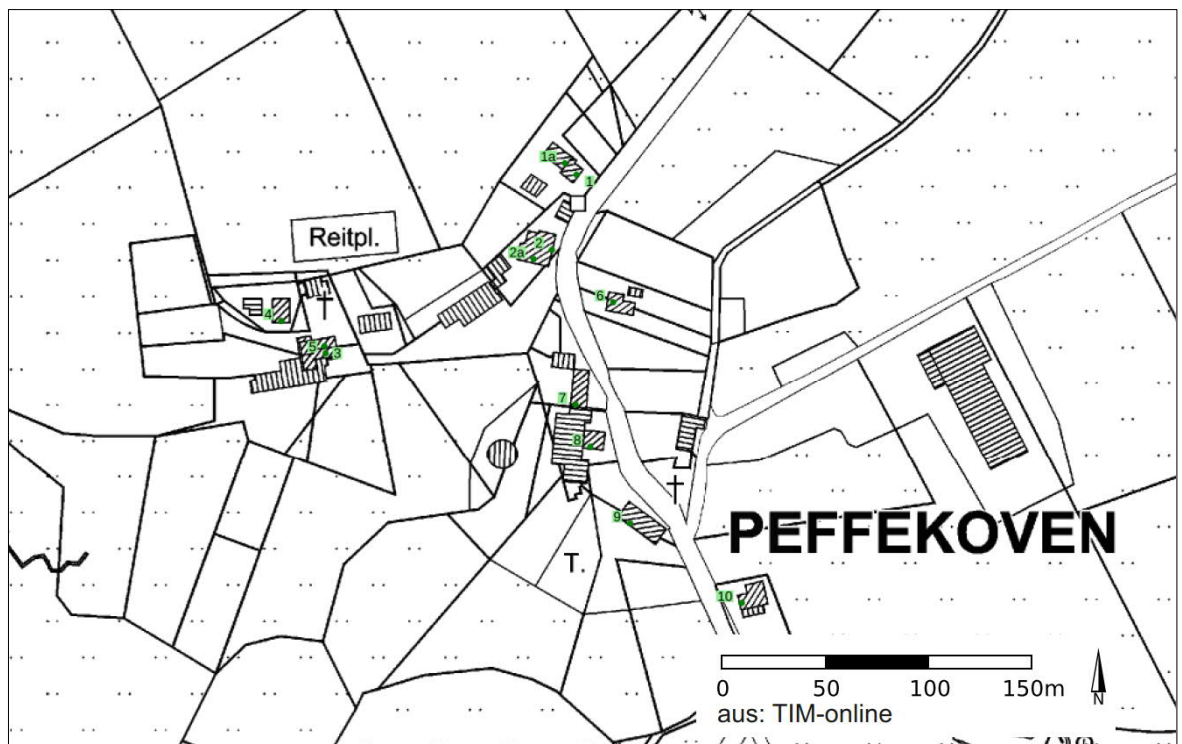 1a
1
Reitpl.
2
2a
6
4
5
3
7
8
9
PEFFEKOVEN
T.
10
0 50 100 150m
N
aus: TIM-online